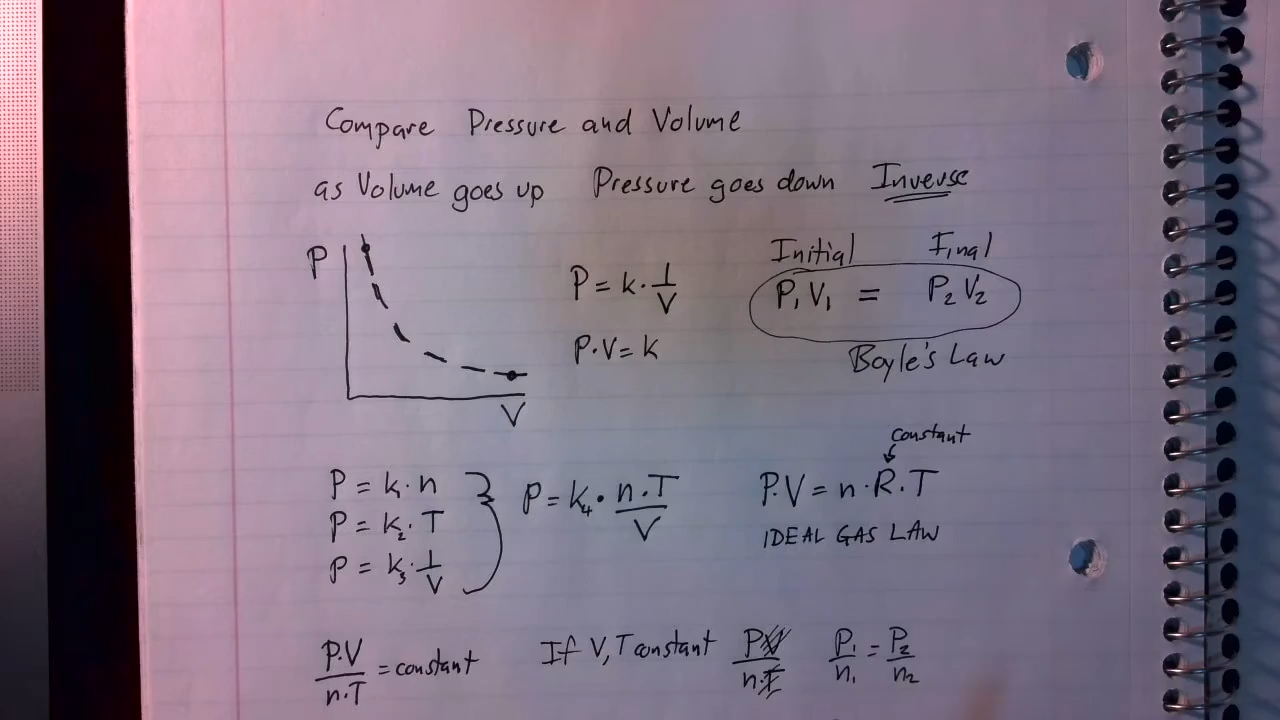 Compare Pressure and Volume
as Volume goes up Pressure goes down Inverse
P
V
P = k · 1/V
P·V = k
Initial Final
P₁V₁ = P₂V₂
Boyle's Law
P = k₁ · n
P = k₂ · T
P = k₃ · 1/V
P = k₄ · n·T/V
constant
P·V = n·R·T
IDEAL GAS LAW
P·V/n·T = constant
If V, T constant PV/n·T P₁/n₁ = P₂/n₂